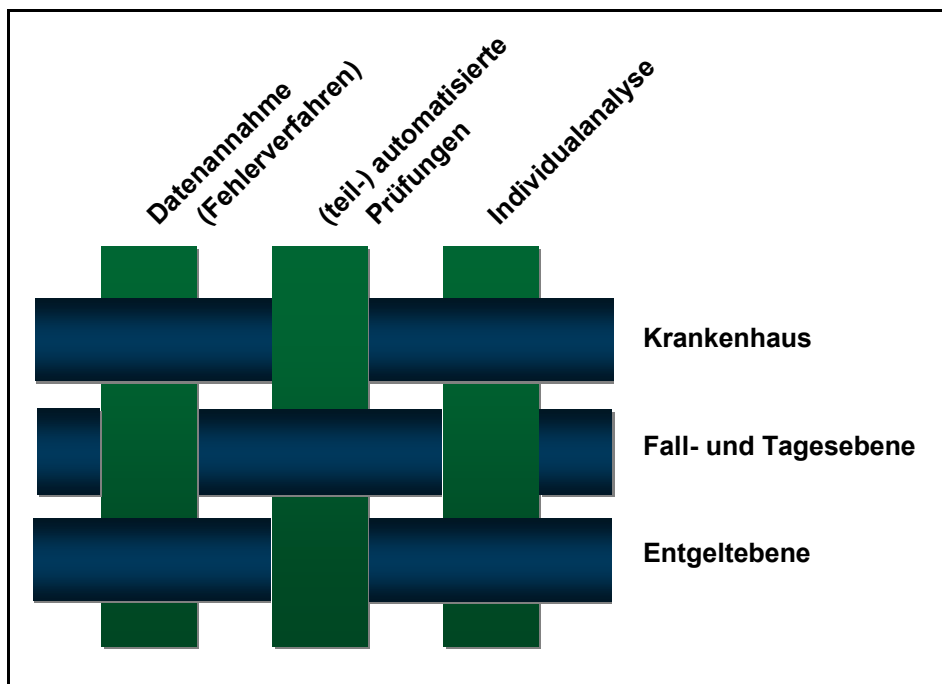 Datenannahme
(Fehlerverfahren)
(teil-) automatisierte
Prüfungen
Individualanalyse
Krankenhaus
Fall- und Tagesebene
Entgeltebene